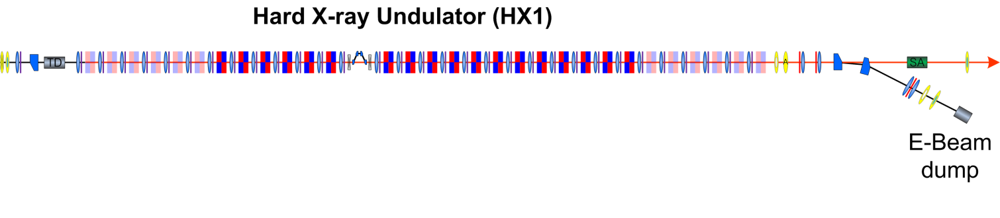 Hard X-ray Undulator (HX1)
TD
A
SA
E-Beam
dump